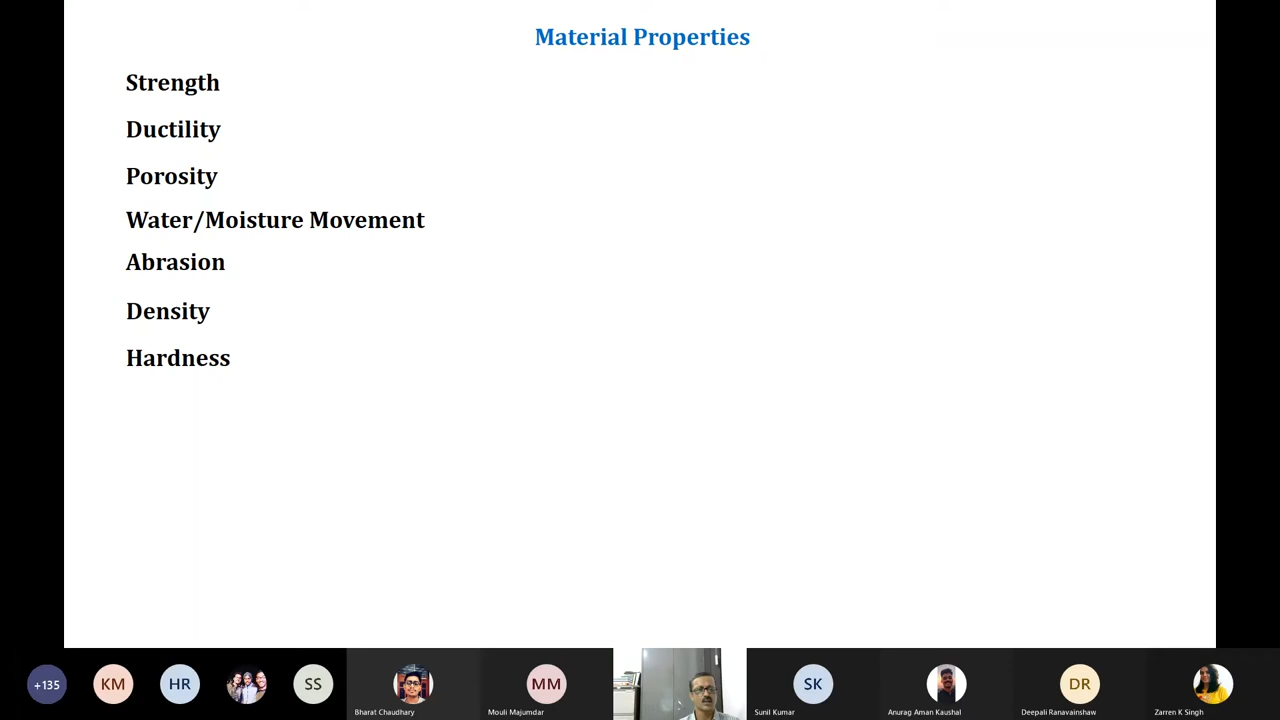 Material Properties
Strength
Ductility
Porosity
Water/Moisture Movement
Abrasion
Density
Hardness
+135
KM
HR
SS
Bharat Chaudhary
MM
Mouli Majumdar
SK
Sunil Kumar
Anurag Aman Kaushal
DR
Deepali Ranavainshaw
Zarren K Singh